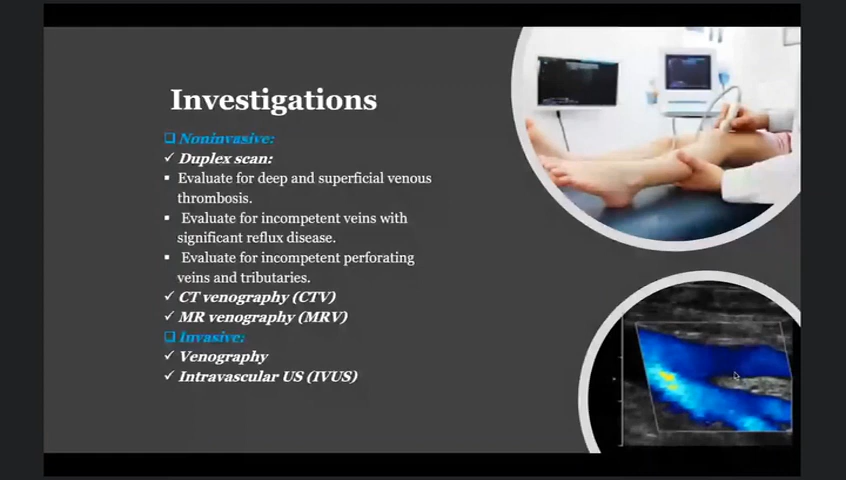 Investigations
❑ Noninvasive:
✓ Duplex scan:
▪ Evaluate for deep and superficial venous
thrombosis.
▪ Evaluate for incompetent veins with
significant reflux disease.
▪ Evaluate for incompetent perforating
veins and tributaries.
✓ CT venography (CTV)
✓ MR venography (MRV)
❑ Invasive:
✓ Venography
✓ Intravascular US (IVUS)